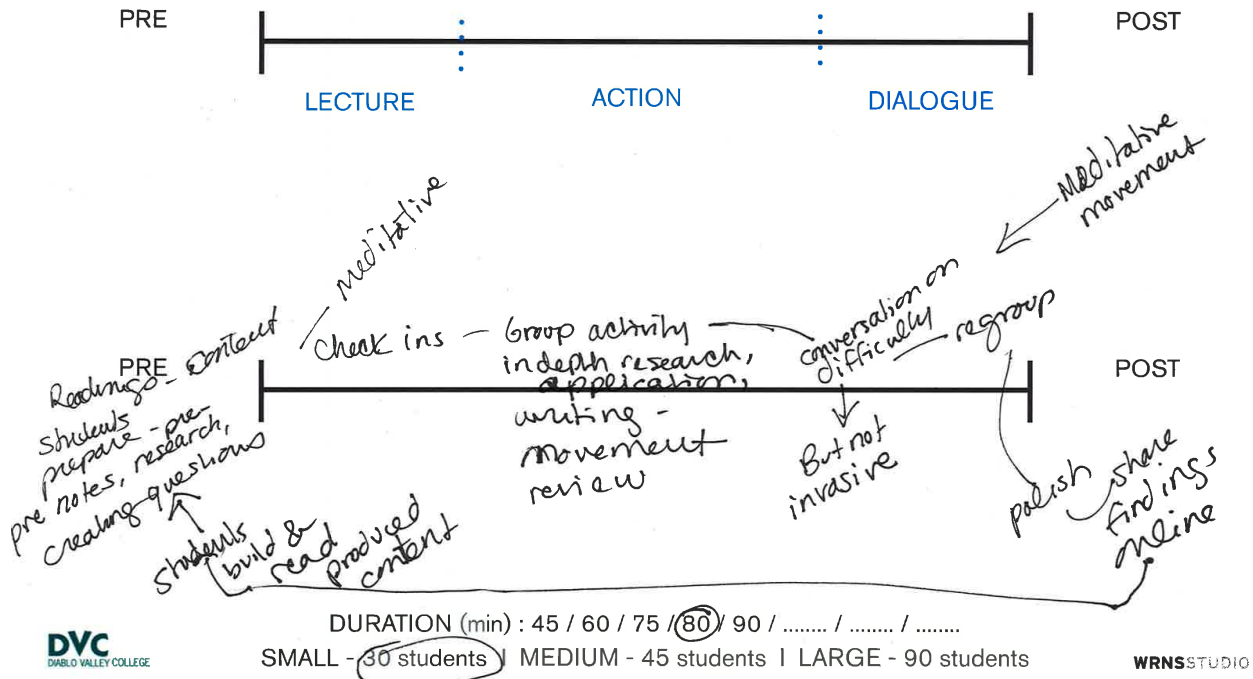 PRE
POST
LECTURE
ACTION
DIALOGUE
Meditative
movement
Meditative
check ins - Group activity
indepth research,
application,
writing -
movement
review
conversation on
difficulty - regroup
But not
invasive
PRE
POST
Readings - content
students
prepare - pre-
pre notes, research,
creating questions
students
build &
read
produced
content
polish
share
findings
online
DURATION (min) : 45 / 60 / 75 / 80 / 90 / ........ / ........ / ........
SMALL - 30 students I MEDIUM - 45 students I LARGE - 90 students
DVC
DIABLO VALLEY COLLEGE
WRNSSTUDIO